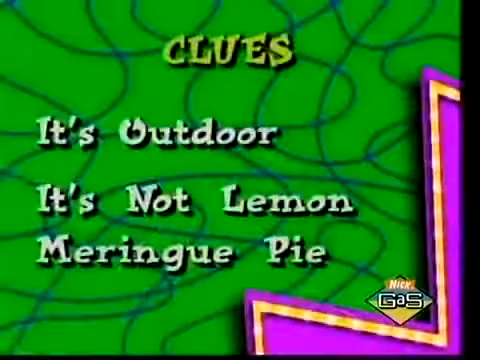 CLUES
It's Outdoor
It's Not Lemon
Meringue Pie
Nick
GaS